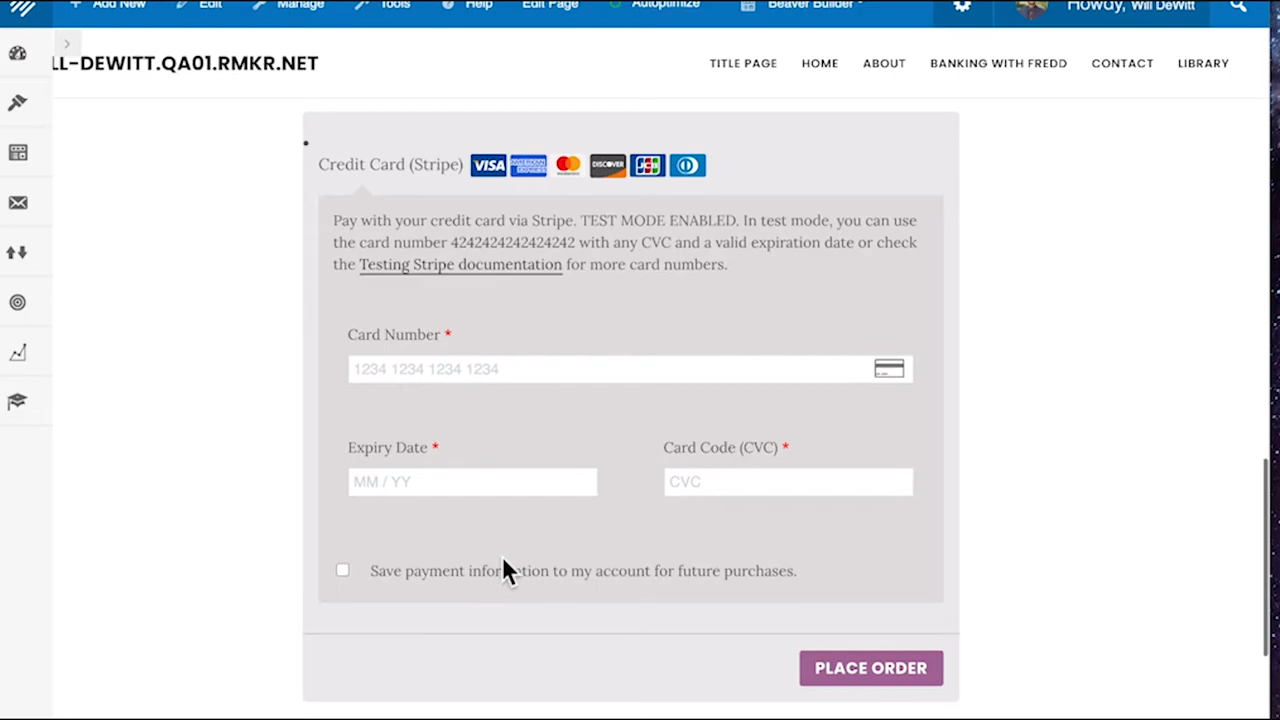 Add New Edit Manage Tools Help Edit Page Autoptimize Beaver Builder Howdy, Will DeWitt
LL-DEWITT.QA01.RMKR.NET
TITLE PAGE HOME ABOUT BANKING WITH FREDD CONTACT LIBRARY
Credit Card (Stripe) VISA AMERICAN EXPRESS mastercard DISCOVER JCB
Pay with your credit card via Stripe. TEST MODE ENABLED. In test mode, you can use
the card number 4242424242424242 with any CVC and a valid expiration date or check
the Testing Stripe documentation for more card numbers.
Card Number *
1234 1234 1234 1234
Expiry Date * Card Code (CVC) *
MM / YY CVC
Save payment information to my account for future purchases.
PLACE ORDER